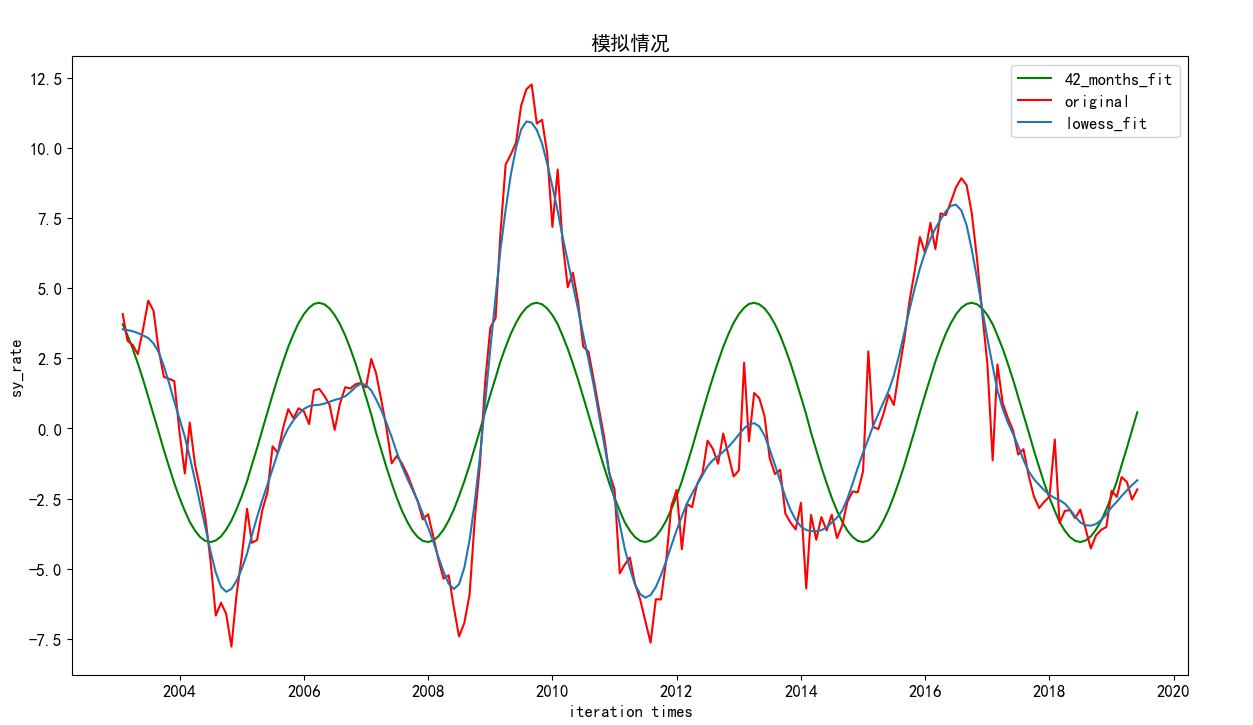 模拟情况
42_months_fit
original
lowess_fit
sy_rate
12.5
10.0
7.5
5.0
2.5
0.0
−2.5
−5.0
−7.5
2004 2006 2008 2010 2012 2014 2016 2018 2020
iteration times